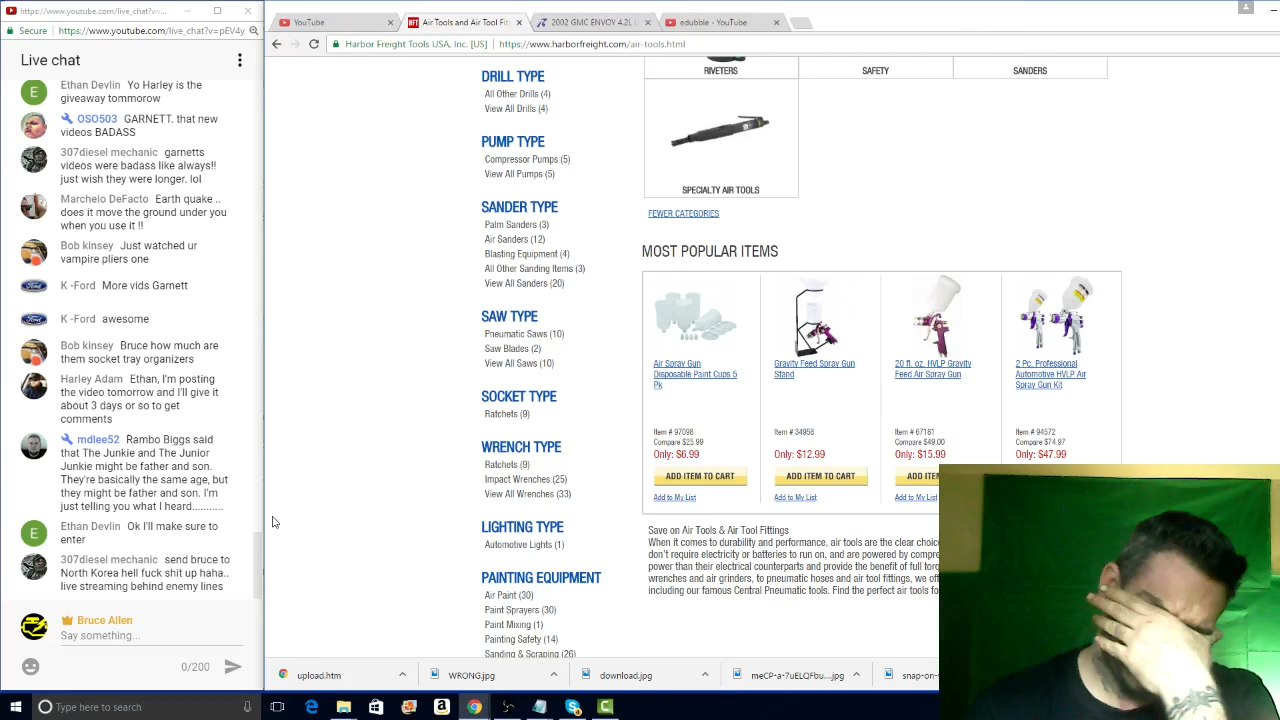 https://www.youtube.com/live_chat?v=...
YouTube
Air Tools and Air Tool Fit
2002 GMC ENVOY 4.2L
edubble - YouTube
Secure
https://www.youtube.com/live_chat?v=pEV4y
Harbor Freight Tools USA, Inc. [US]
https://www.harborfreight.com/air-tools.html
Live chat
Ethan Devlin Yo Harley is the
giveaway tommorow
OSO503 GARNETT. that new
videos BADASS
307diesel mechanic garnetts
videos were badass like always!!
just wish they were longer. lol
Marchelo DeFacto Earth quake ..
does it move the ground under you
when you use it !!
Bob kinsey Just watched ur
vampire pliers one
K -Ford More vids Garnett
K -Ford awesome
Bob kinsey Bruce how much are
them socket tray organizers
Harley Adam Ethan, I'm posting
the video tomorrow and I'll give it
about 3 days or so to get
comments
mdlee52 Rambo Biggs said
that The Junkie and The Junior
Junkie might be father and son.
They're basically the same age, but
they might be father and son. I'm
just telling you what I heard...........
Ethan Devlin Ok I'll make sure to
enter
307diesel mechanic send bruce to
North Korea hell fuck shit up haha..
live streaming behind enemy lines
Bruce Allen
Say something...
0/200
DRILL TYPE
All Other Drills (4)
View All Drills (4)
PUMP TYPE
Compressor Pumps (5)
View All Pumps (5)
SANDER TYPE
Palm Sanders (3)
Air Sanders (12)
Blasting Equipment (4)
All Other Sanding Items (3)
View All Sanders (20)
SAW TYPE
Pneumatic Saws (10)
Saw Blades (2)
View All Saws (10)
SOCKET TYPE
Ratchets (9)
WRENCH TYPE
Ratchets (9)
Impact Wrenches (25)
View All Wrenches (33)
LIGHTING TYPE
Automotive Lights (1)
PAINTING EQUIPMENT
Air Paint (30)
Paint Sprayers (30)
Paint Mixing (1)
Painting Safety (14)
Sanding & Scraping (26)
RIVETERS
SAFETY
SANDERS
SPECIALTY AIR TOOLS
FEWER CATEGORIES
MOST POPULAR ITEMS
Air Spray Gun
Disposable Paint Cups 5
Pk
Item # 97098
Compare $25.99
Only: $6.99
ADD ITEM TO CART
Add to My List
Gravity Feed Spray Gun
Stand
Item # 34958
Only: $12.99
ADD ITEM TO CART
Add to My List
20 fl. oz. HVLP Gravity
Feed Air Spray Gun
Item # 67181
Compare $49.00
Only: $15.99
ADD ITEM
Add to My List
2 Pc. Professional
Automotive HVLP Air
Spray Gun Kit
Item # 94572
Compare $74.97
Only: $47.99
Save on Air Tools & Air Tool Fittings
When it comes to durability and performance, air tools are the clear choic
don't require electricity or batteries to run on, and are powered by compre
power than their electrical counterparts and provide the benefit of full torq
wrenches and air grinders, to pneumatic hoses and air tool fittings, we off
including our famous Central Pneumatic tools. Find the perfect air tools fo
upload.htm
WRONG.jpg
download.jpg
meCP-a-7uELQFbu....jpg
snap-on-
Type here to search